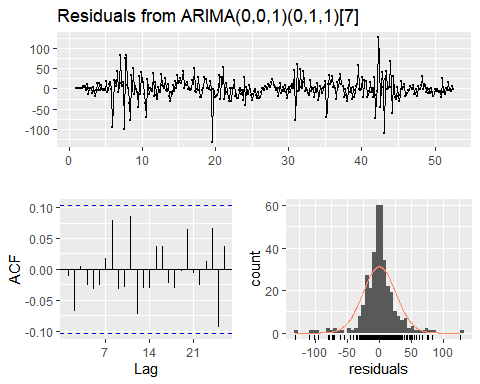 Residuals from ARIMA(0,0,1)(0,1,1)[7]
100
50
0
-50
-100
0 10 20 30 40 50
0.10
0.05
0.00
-0.05
-0.10
ACF
7 14 21
Lag
60
40
20
0
count
-100 -50 0 50 100
residuals